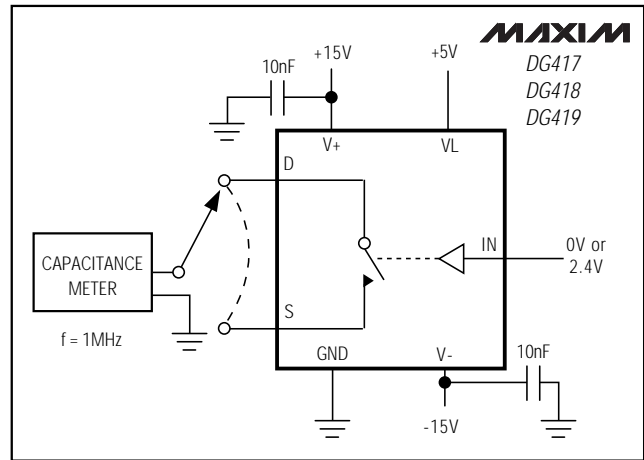 MAXIM
DG417
DG418
DG419
+15V
+5V
10nF
V+
VL
D
IN
0V or
2.4V
CAPACITANCE
METER
f = 1MHz
S
GND
V-
10nF
-15V